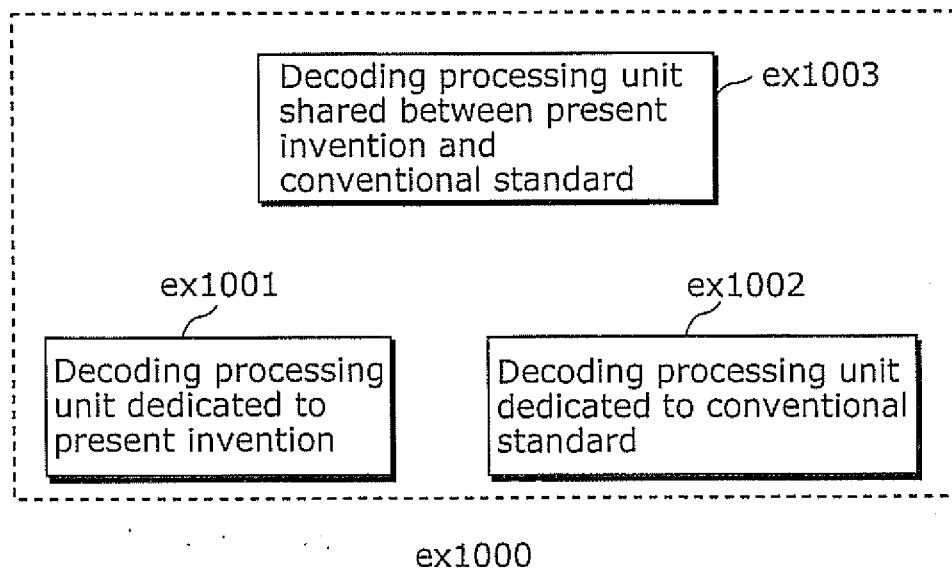 Decoding processing unit
shared between present
invention and
conventional standard
ex1003
ex1001
Decoding processing
unit dedicated to
present invention
ex1002
Decoding processing unit
dedicated to conventional
standard
ex1000